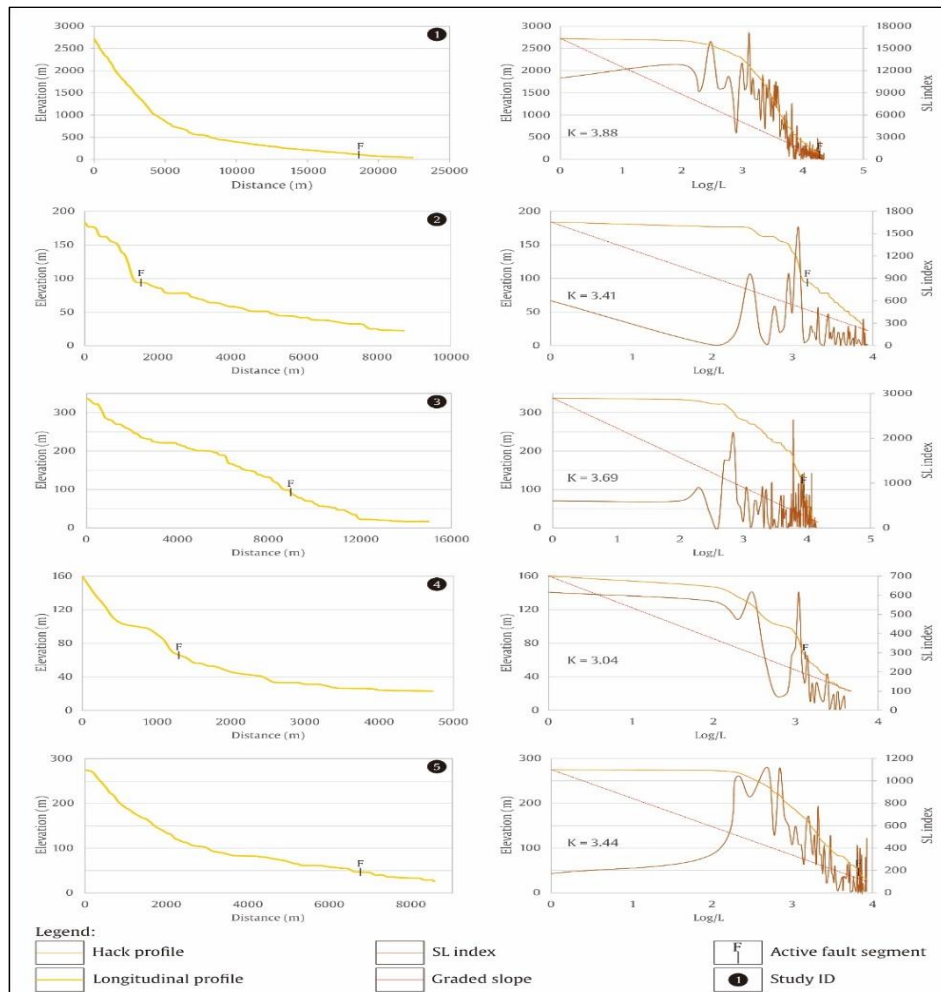 3000
2500
2000
1500
1000
500
0
Elevation (m)
1
F
0 5000 10000 15000 20000 25000
Distance (m)
3000
2500
2000
1500
1000
500
0
Elevation (m)
K = 3.88
F
18000
15000
12000
9000
6000
3000
0
SL index
0 1 2 3 4 5
Log/L
200
150
100
50
0
Elevation (m)
2
F
0 2000 4000 6000 8000 10000
Distance (m)
200
150
100
50
0
Elevation (m)
K = 3.41
F
1800
1500
1200
900
600
300
0
SL index
0 1 2 3 4
Log/L
300
200
100
0
Elevation (m)
3
F
0 4000 8000 12000 16000
Distance (m)
300
200
100
0
Elevation (m)
K = 3.69
F
3000
2000
1000
0
SL index
0 1 2 3 4 5
Log/L
160
120
80
40
0
Elevation (m)
4
F
0 1000 2000 3000 4000 5000
Distance (m)
160
120
80
40
0
Elevation (m)
K = 3.04
F
700
600
500
400
300
200
100
0
SL index
0 1 2 3 4
Log/L
300
200
100
0
Elevation (m)
5
F
0 2000 4000 6000 8000
Distance (m)
300
200
100
0
Elevation (m)
K = 3.44
F
1200
1000
800
600
400
200
0
SL index
0 1 2 3 4
Log/L
Legend:
Hack profile
SL index
F Active fault segment
Longitudinal profile
Graded slope
1 Study ID